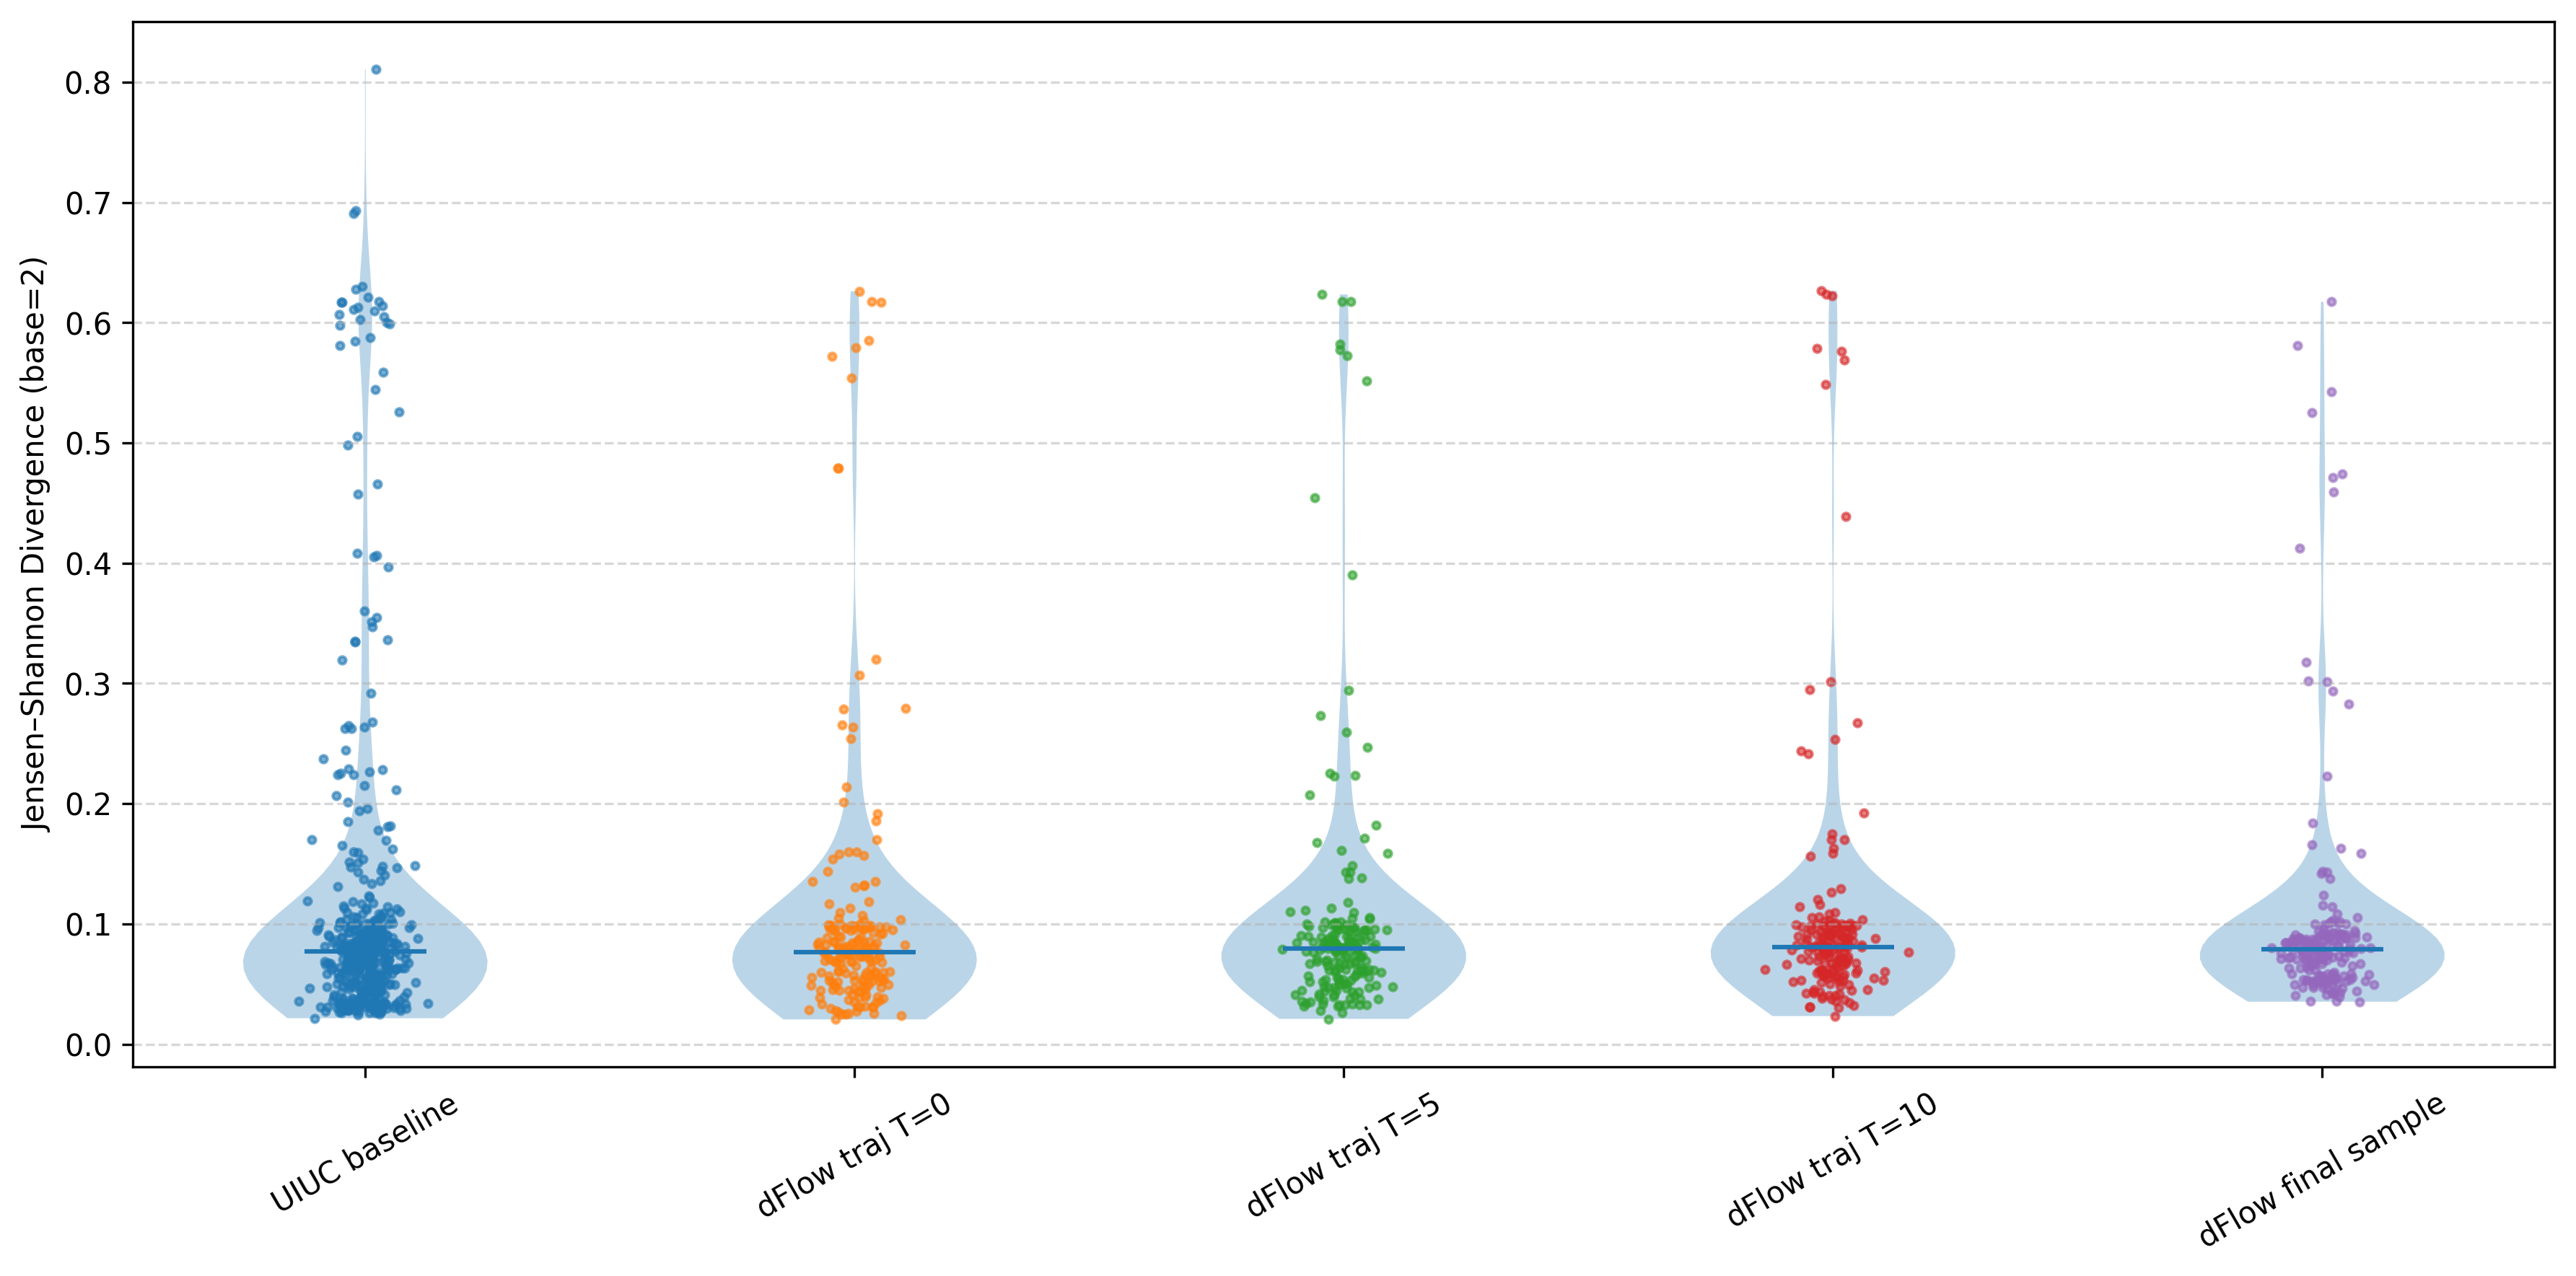 Jensen–Shannon Divergence (base=2)
0.8
0.7
0.6
0.5
0.4
0.3
0.2
0.1
0.0
UIUC baseline
dFlow traj T=0
dFlow traj T=5
dFlow traj T=10
dFlow final sample